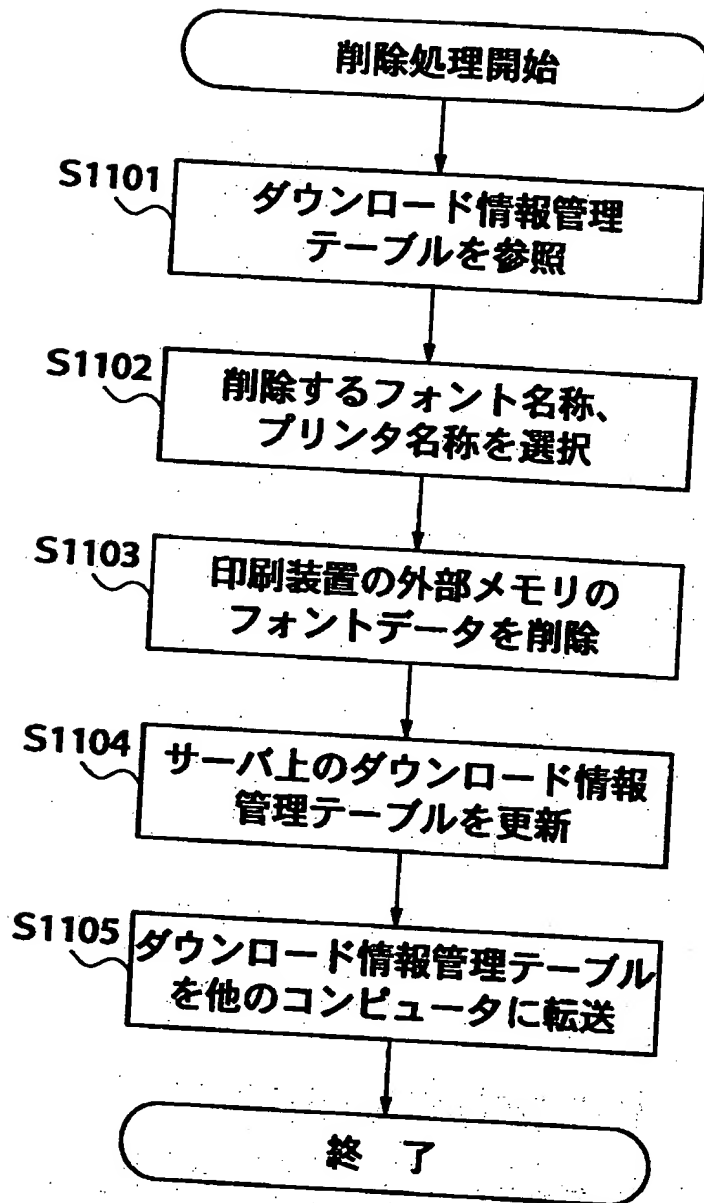 削除処理開始
S1101
ダウンロード情報管理
テーブルを参照
S1102
削除するフォント名称、
プリンタ名称を選択
S1103
印刷装置の外部メモリの
フォントデータを削除
S1104
サーバ上のダウンロード情報
管理テーブルを更新
S1105
ダウンロード情報管理テーブル
を他のコンピュータに転送
終 了